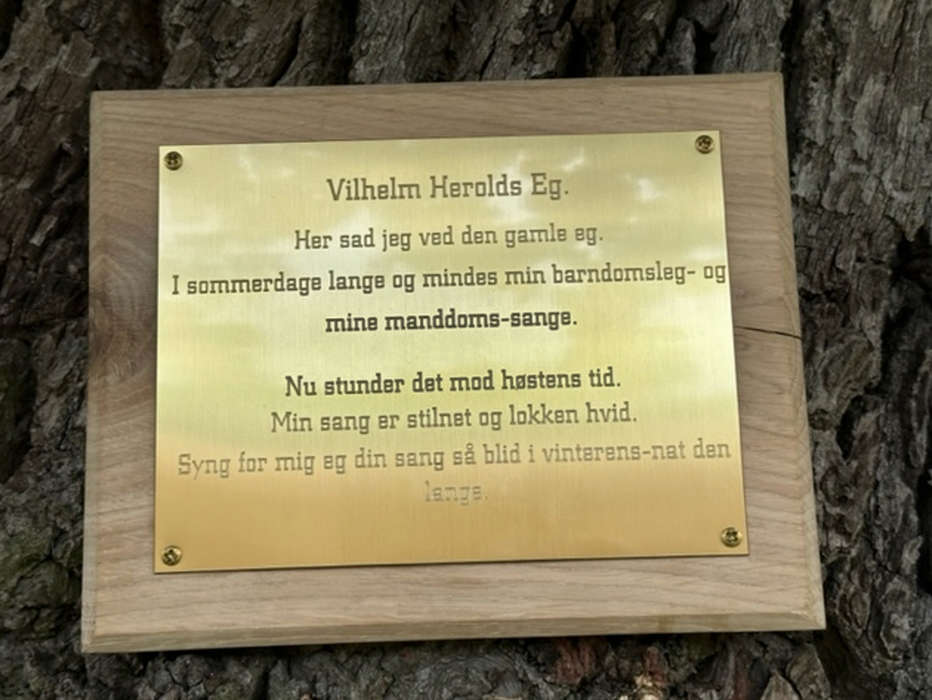 Vilhelm Herolds Eg.
Her sad jeg ved den gamle eg.
I sommerdage lange og mindes min barndomsleg- og
mine manddoms-sange.
Nu stunder det mod høstens tid.
Min sang er stilnet og lokken hvid.
Syng for mig eg din sang så blid i vinterens-nat den
lange.